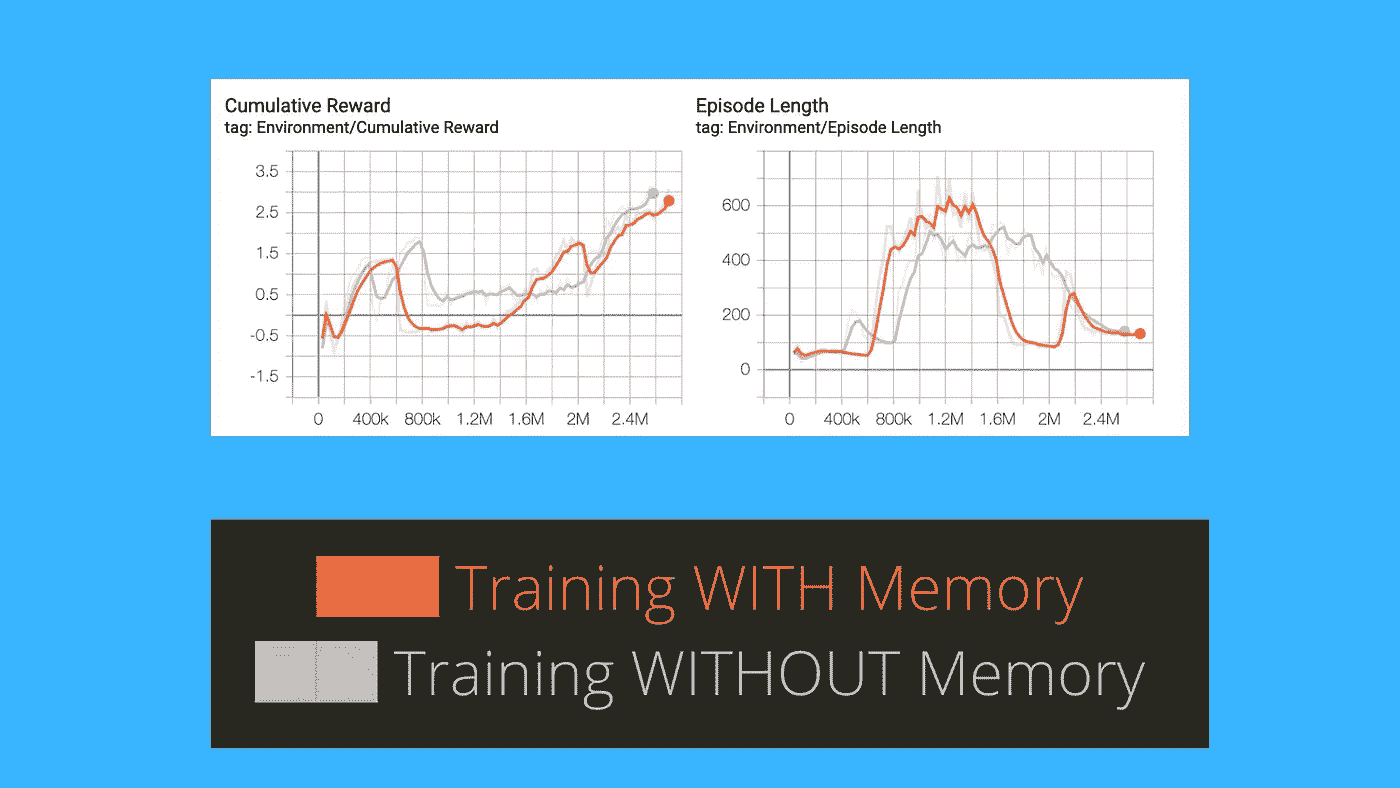 Cumulative Reward
tag: Environment/Cumulative Reward
3.5
2.5
1.5
0.5
-0.5
-1.5
0 400k 800k 1.2M 1.6M 2M 2.4M
Episode Length
tag: Environment/Episode Length
600
400
200
0
0 400k 800k 1.2M 1.6M 2M 2.4M
Training WITH Memory
Training WITHOUT Memory